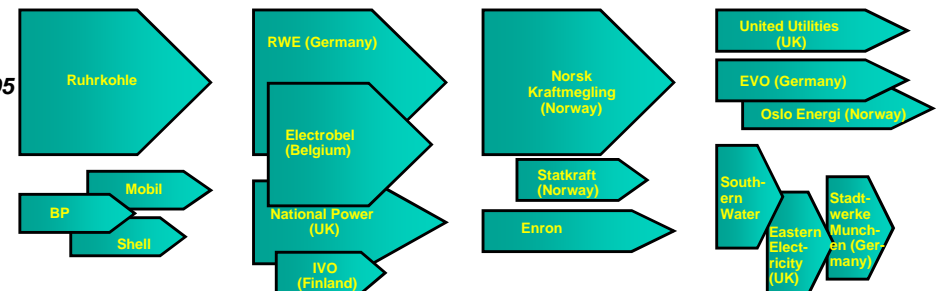 95
Ruhrkohle
Mobil
BP
Shell
RWE (Germany)
Electrobel
(Belgium)
National Power
(UK)
IVO
(Finland)
Norsk
Kraftmegling
(Norway)
Statkraft
(Norway)
Enron
United Utilities
(UK)
EVO (Germany)
Oslo Energi (Norway)
South-
ern
Water
Eastern
Elect-
ricity
(UK)
Stadt-
werke
Munch-
en (Ger-
many)